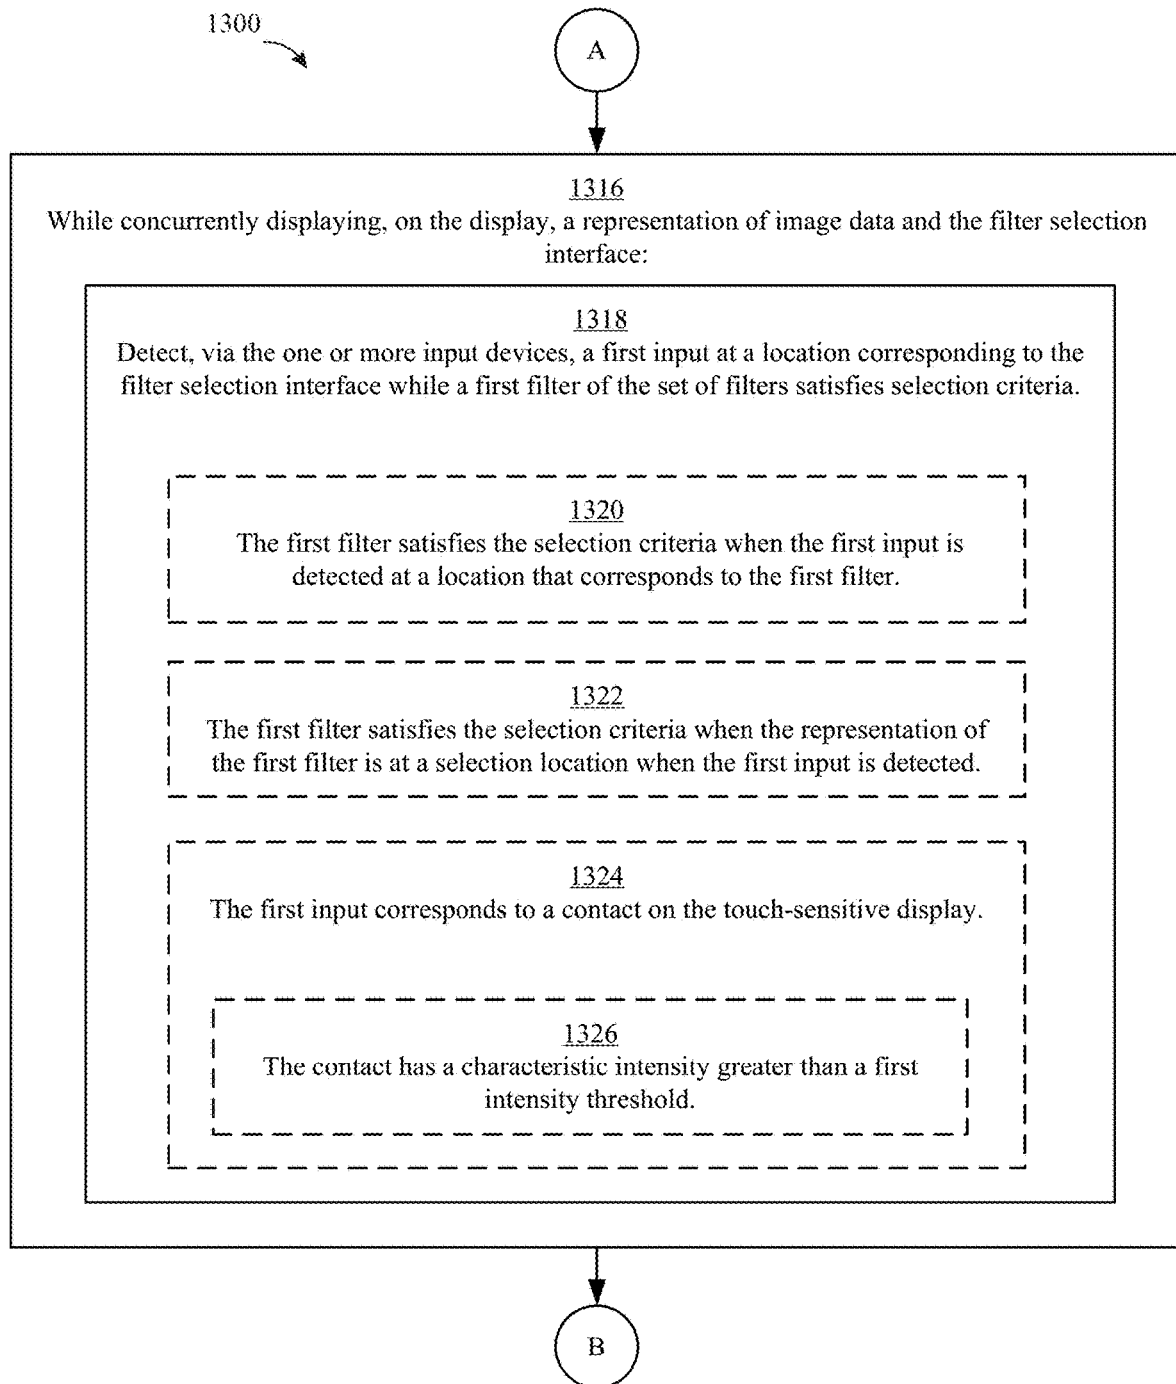 1300
A
1316
While concurrently displaying, on the display, a representation of image data and the filter selection
interface:
1318
Detect, via the one or more input devices, a first input at a location corresponding to the
filter selection interface while a first filter of the set of filters satisfies selection criteria.
1320
The first filter satisfies the selection criteria when the first input is
detected at a location that corresponds to the first filter.
1322
The first filter satisfies the selection criteria when the representation of
the first filter is at a selection location when the first input is detected.
1324
The first input corresponds to a contact on the touch-sensitive display.
1326
The contact has a characteristic intensity greater than a first
intensity threshold.
B